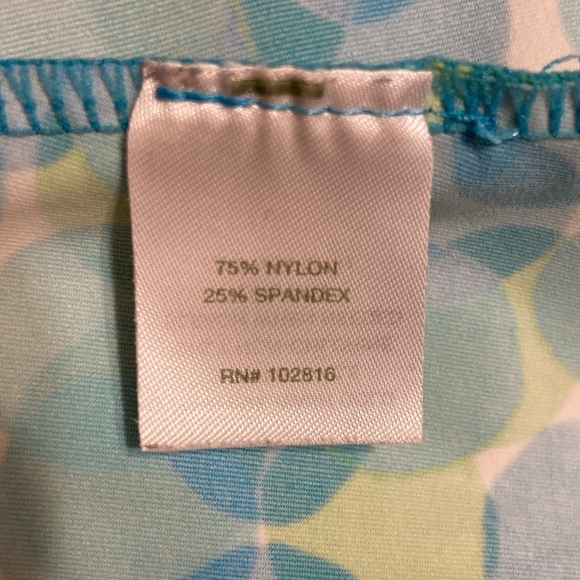 75% NYLON
25% SPANDEX
RN# 102816